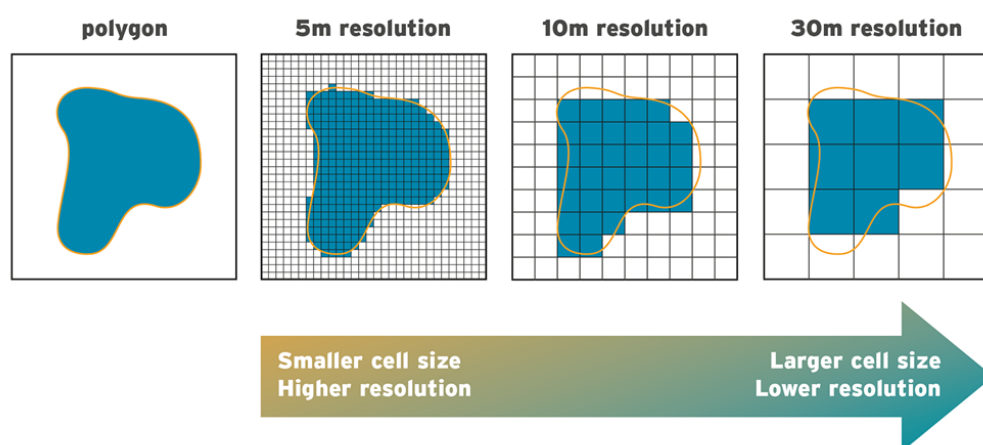 polygon
5m resolution
10m resolution
30m resolution
Smaller cell size
Higher resolution
Larger cell size
Lower resolution